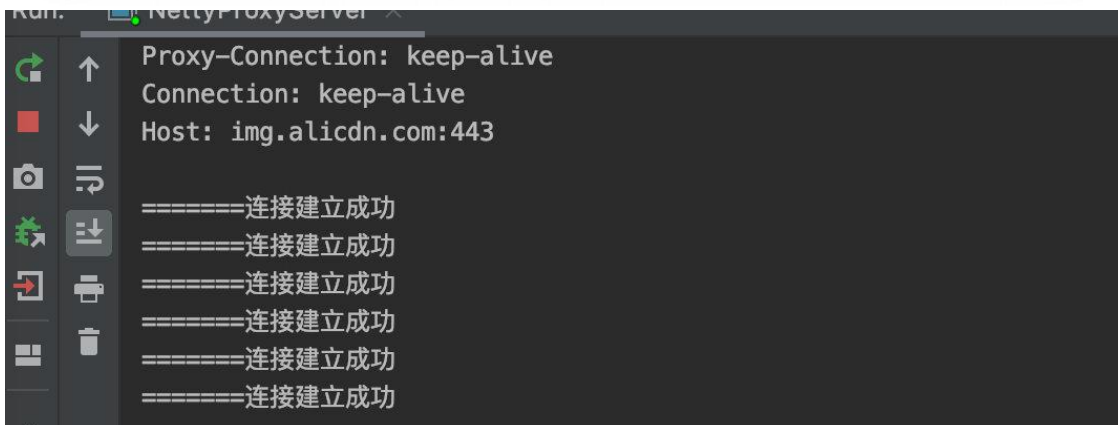 Run:
NettyProxyServer ×
Proxy-Connection: keep-alive
Connection: keep-alive
Host: img.alicdn.com:443
=======连接建立成功
=======连接建立成功
=======连接建立成功
=======连接建立成功
=======连接建立成功
=======连接建立成功